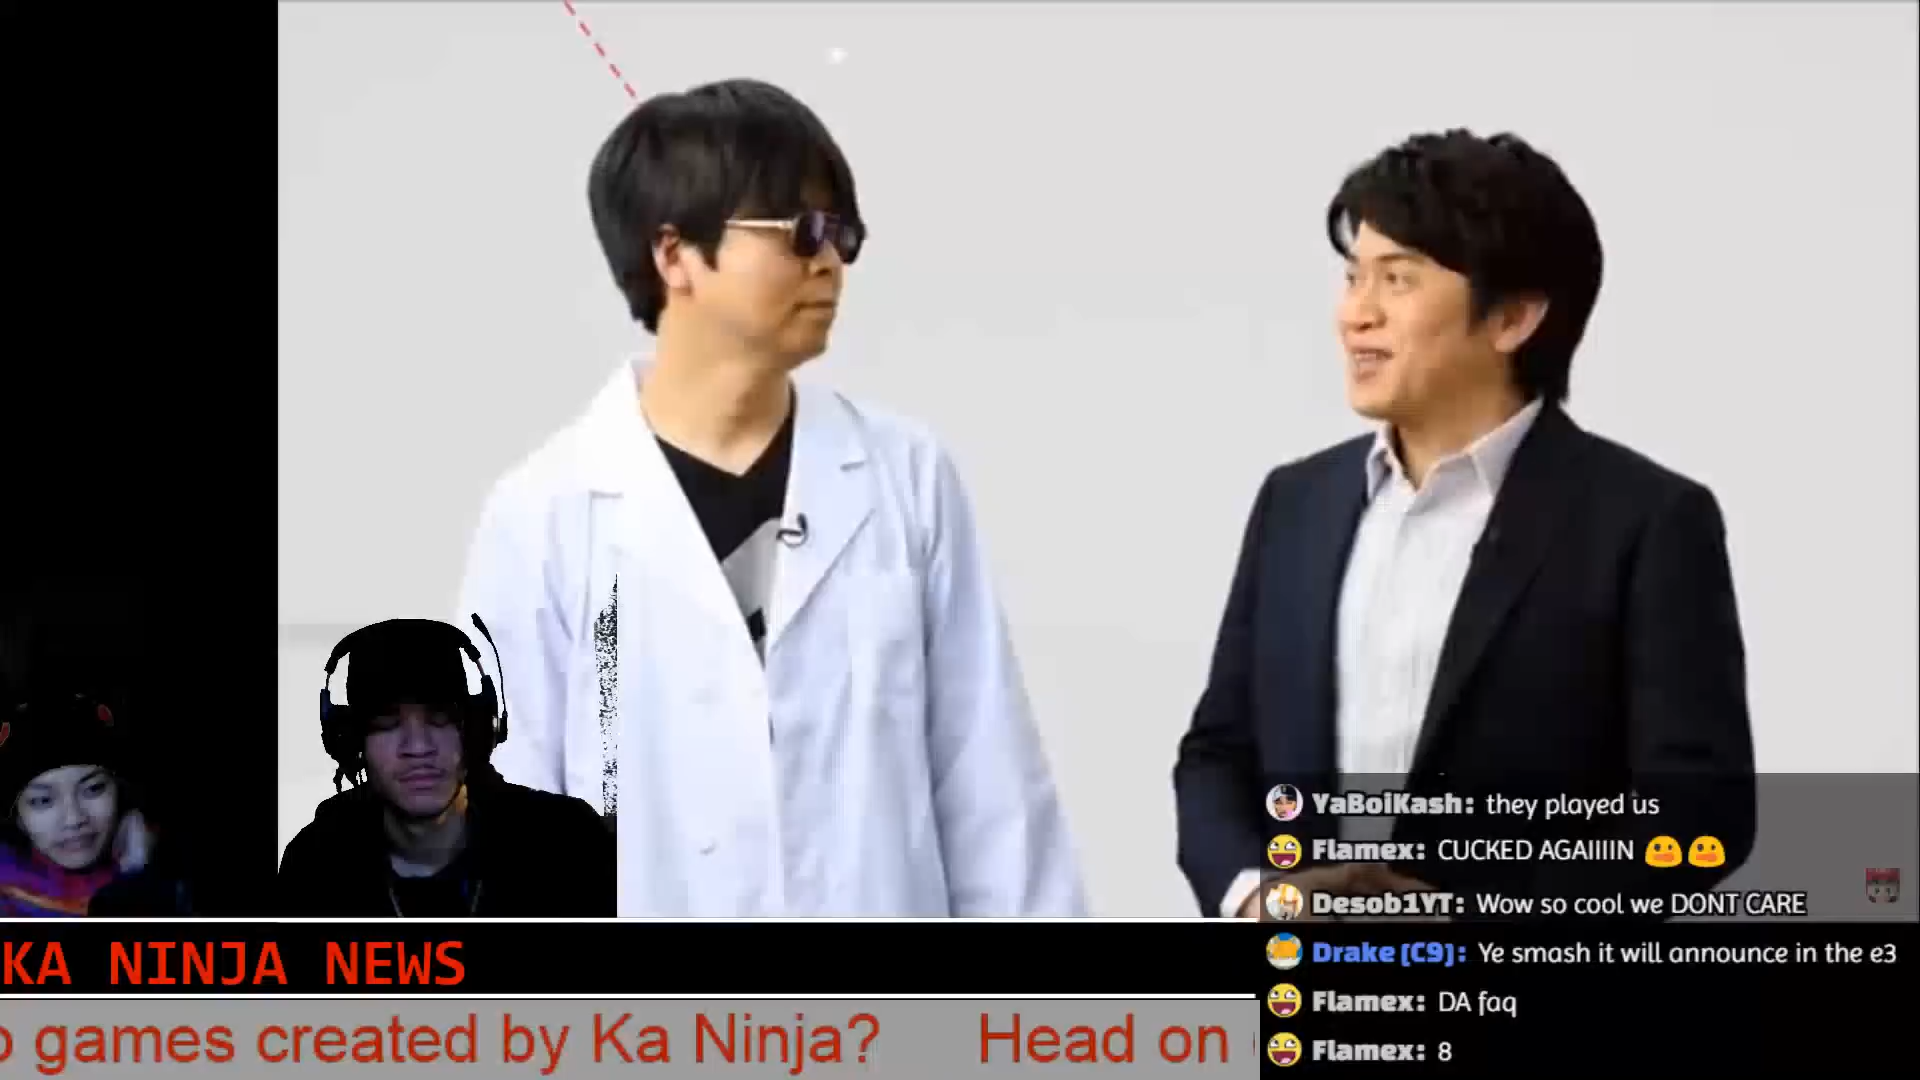 YaBoiKash: they played us
Flamex: CUCKED AGAIIIIN
Desob1YT: Wow so cool we DONT CARE
Drake (C9): Ye smash it will announce in the e3
Flamex: DA faq
Flamex: 8
KA NINJA NEWS
games created by Ka Ninja? Head on